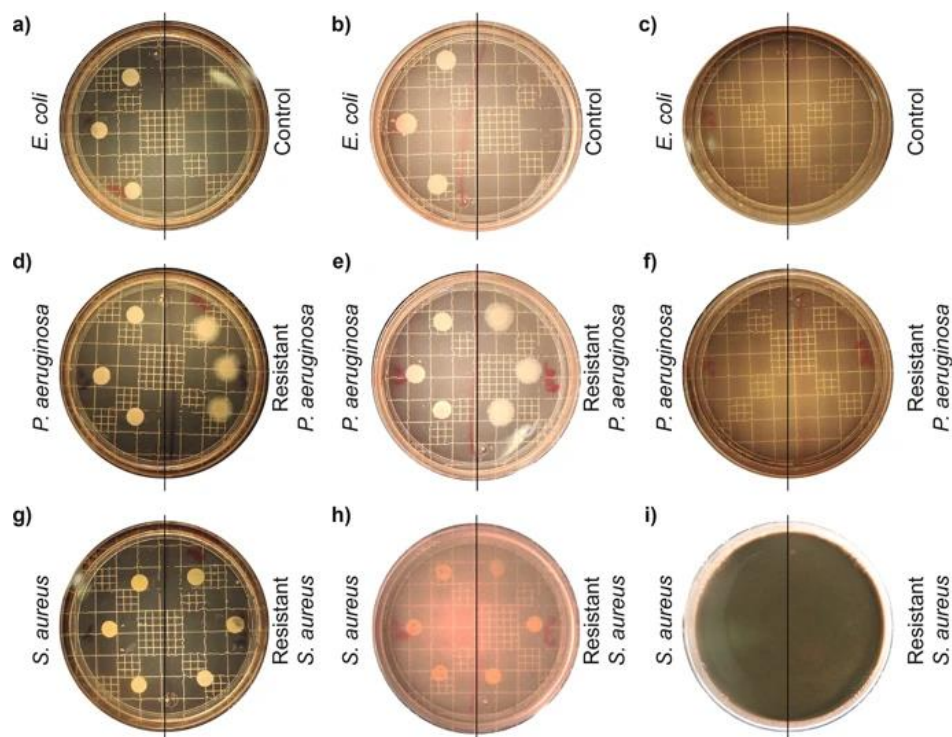 a)
E. coli
Control
b)
E. coli
Control
c)
E. coli
Control
d)
P. aeruginosa
Resistant
P. aeruginosa
e)
P. aeruginosa
Resistant
P. aeruginosa
f)
P. aeruginosa
Resistant
P. aeruginosa
g)
S. aureus
Resistant
S. aureus
h)
S. aureus
Resistant
S. aureus
i)
S. aureus
Resistant
S. aureus